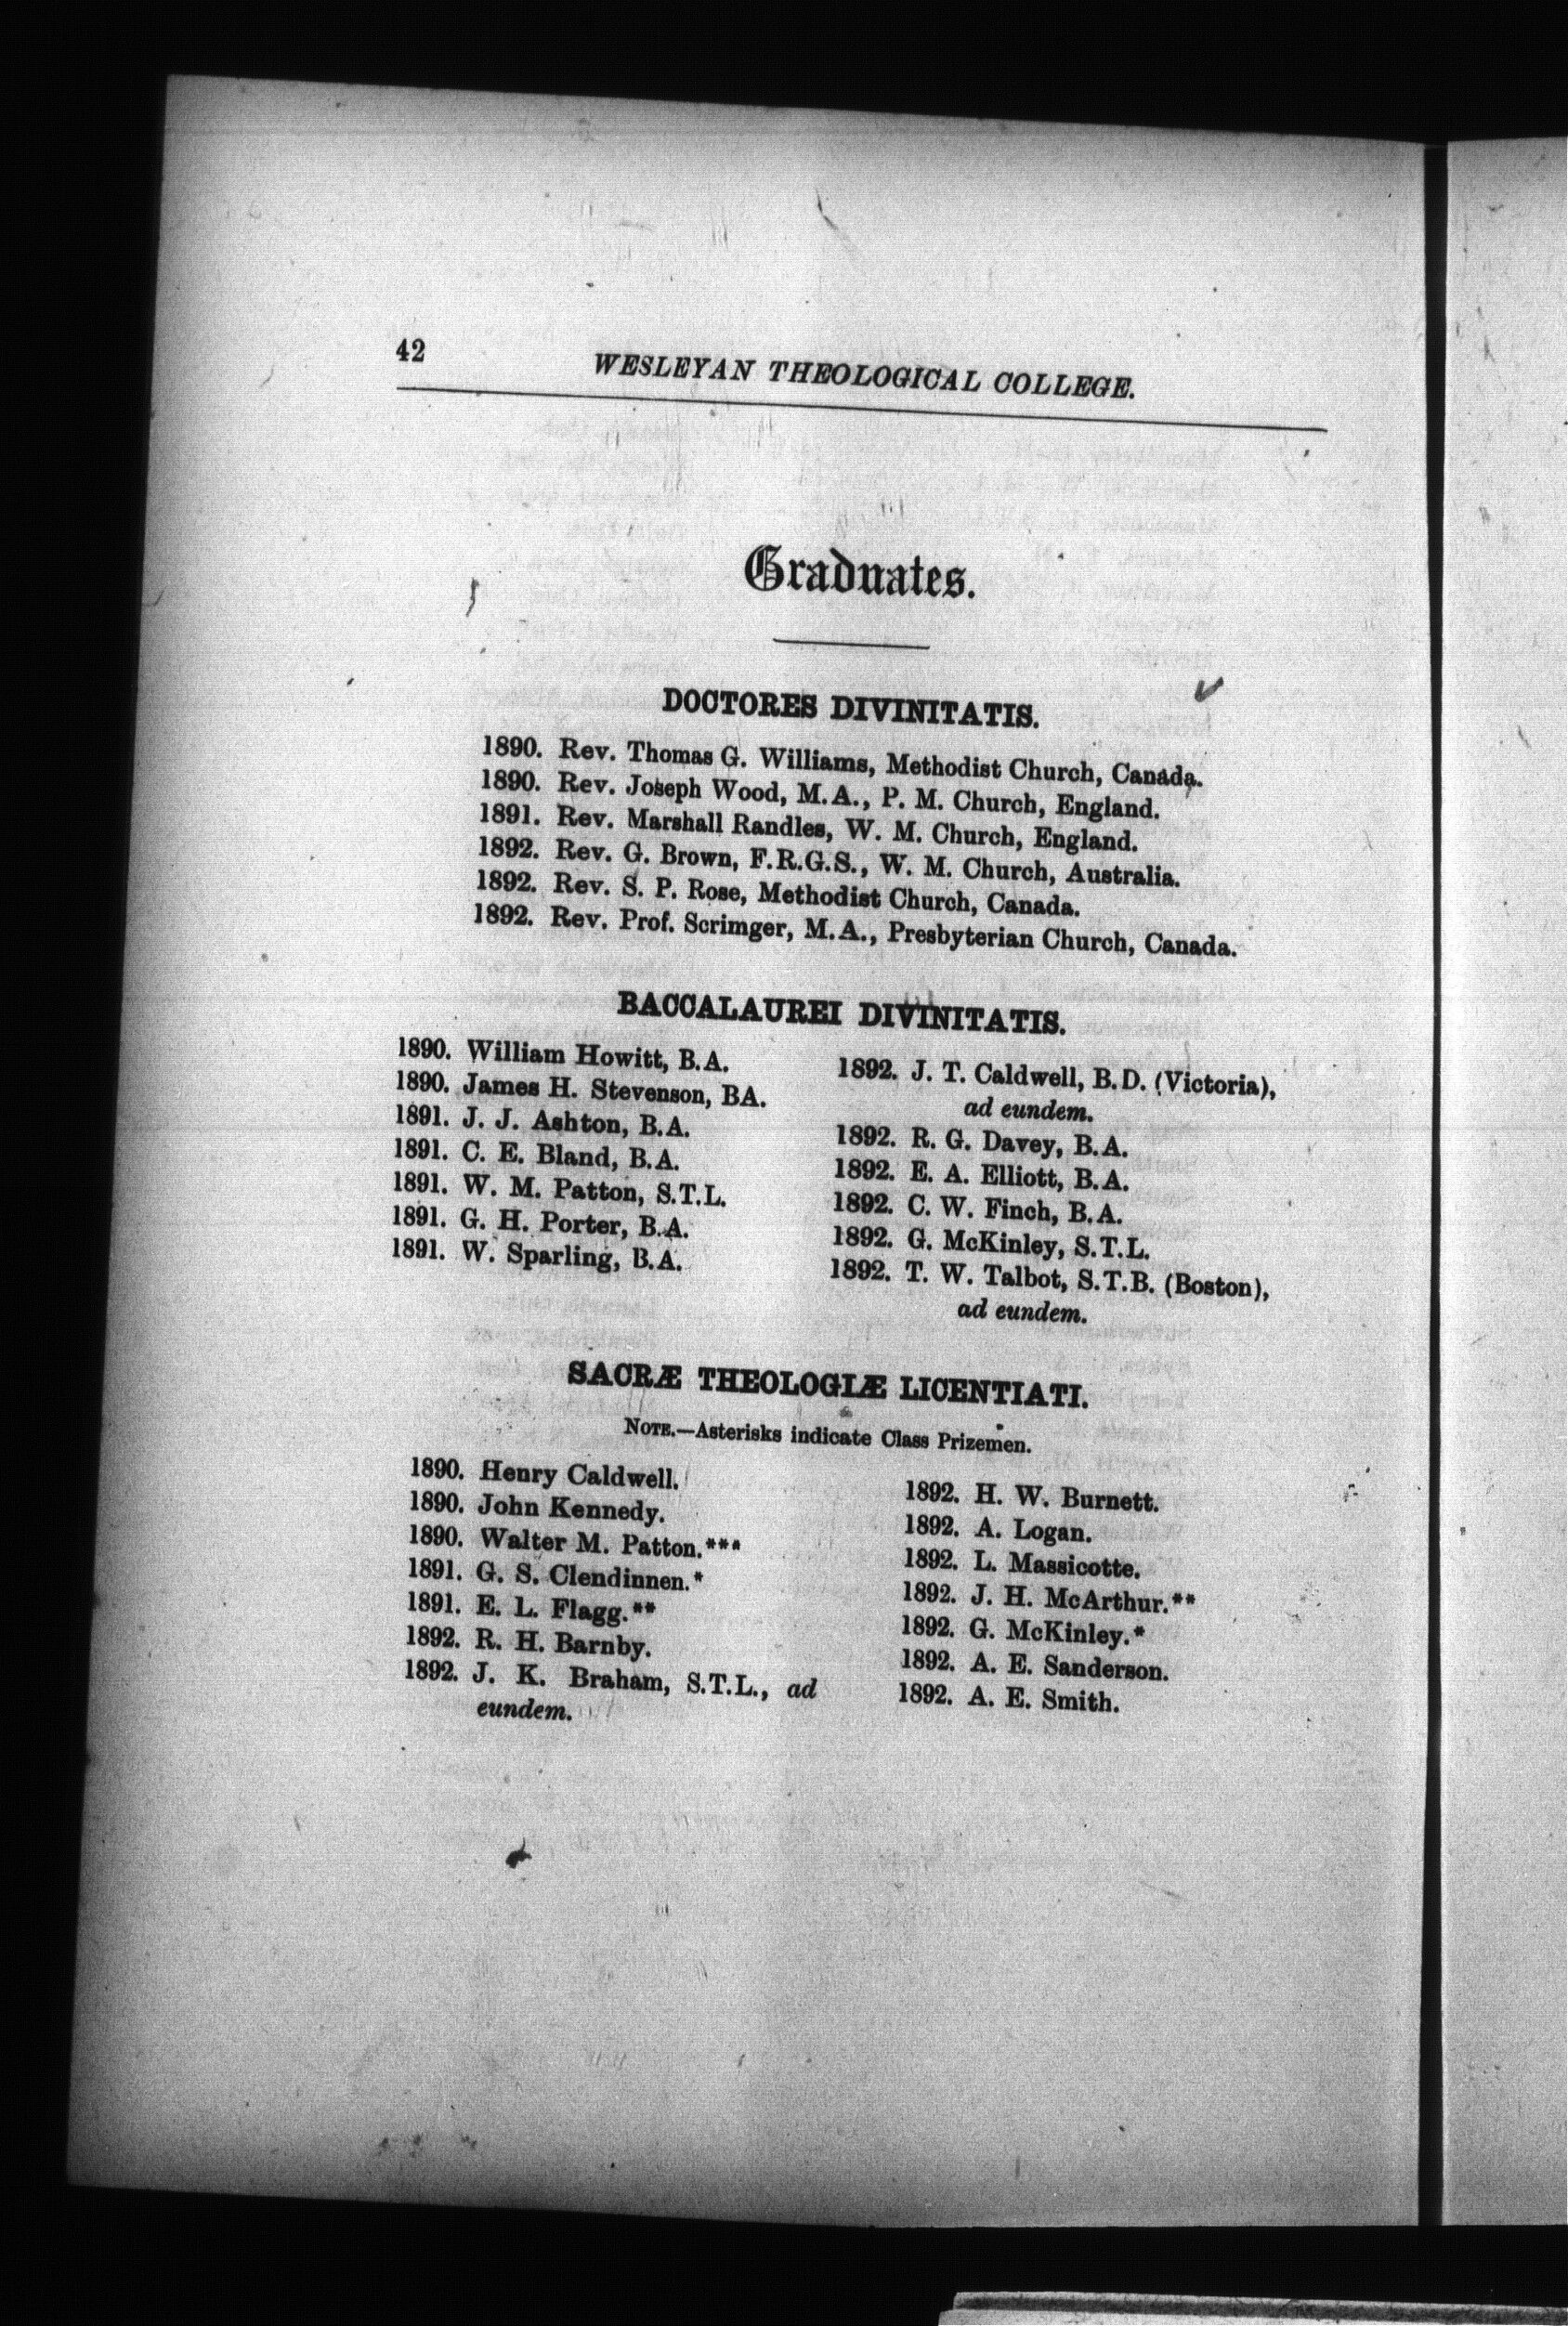 42
WESLEYAN THEOLOGICAL COLLEGE.
Graduates.
DOCTORES DIVINITATIS.
1890. Rev. Thomas G. Williams, Methodist Church, Canada.
1890. Rev. Joseph Wood, M.A., P. M. Church, England.
1891. Rev. Marshall Randles, W. M. Church, England.
1892. Rev. G. Brown, F.R.G.S., W. M. Church, Australia.
1892. Rev. S. P. Rose, Methodist Church, Canada.
1892. Rev. Prof. Scrimger, M.A., Presbyterian Church, Canada.
BACCALAUREI DIVINITATIS.
1890. William Howitt, B.A.
1890. James H. Stevenson, BA.
1891. J. J. Ashton, B.A.
1891. C. E. Bland, B.A.
1891. W. M. Patton, S.T.L.
1891. G. H. Porter, B.A.
1891. W. Sparling, B.A.
1892. J. T. Caldwell, B.D. (Victoria),
ad eundem.
1892. R. G. Davey, B.A.
1892. E. A. Elliott, B.A.
1892. C. W. Finch, B.A.
1892. G. McKinley, S.T.L.
1892. T. W. Talbot, S.T.B. (Boston),
ad eundem.
SACRÆ THEOLOGIÆ LICENTIATI.
NOTE.—Asterisks indicate Class Prizemen.
1890. Henry Caldwell.
1890. John Kennedy.
1890. Walter M. Patton.***
1891. G. S. Clendinnen.*
1891. E. L. Flagg.**
1892. R. H. Barnby.
1892. J. K. Braham, S.T.L., ad
eundem.
1892. H. W. Burnett.
1892. A. Logan.
1892. L. Massicotte.
1892. J. H. McArthur.**
1892. G. McKinley.*
1892. A. E. Sanderson.
1892. A. E. Smith.